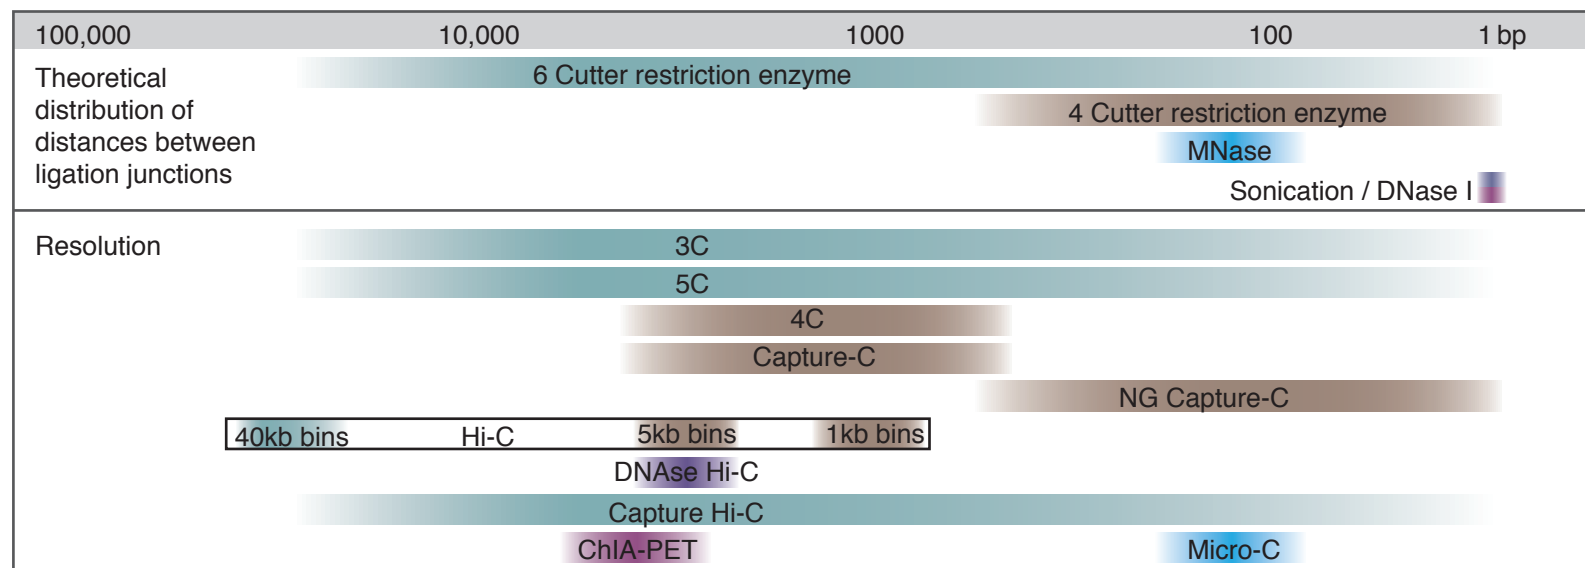 100,000 10,000 1000 100 1 bp
Theoretical
distribution of
distances between
ligation junctions
6 Cutter restriction enzyme
4 Cutter restriction enzyme
MNase
Sonication / DNase I
Resolution
3C
5C
4C
Capture-C
NG Capture-C
40kb bins Hi-C 5kb bins 1kb bins
DNAse Hi-C
Capture Hi-C
ChIA-PET Micro-C